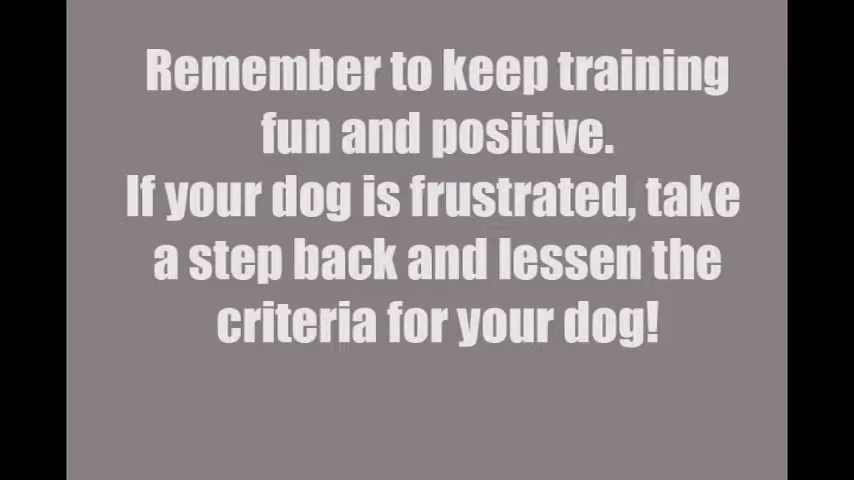 Remember to keep training
fun and positive.
If your dog is frustrated, take
a step back and lessen the
criteria for your dog!